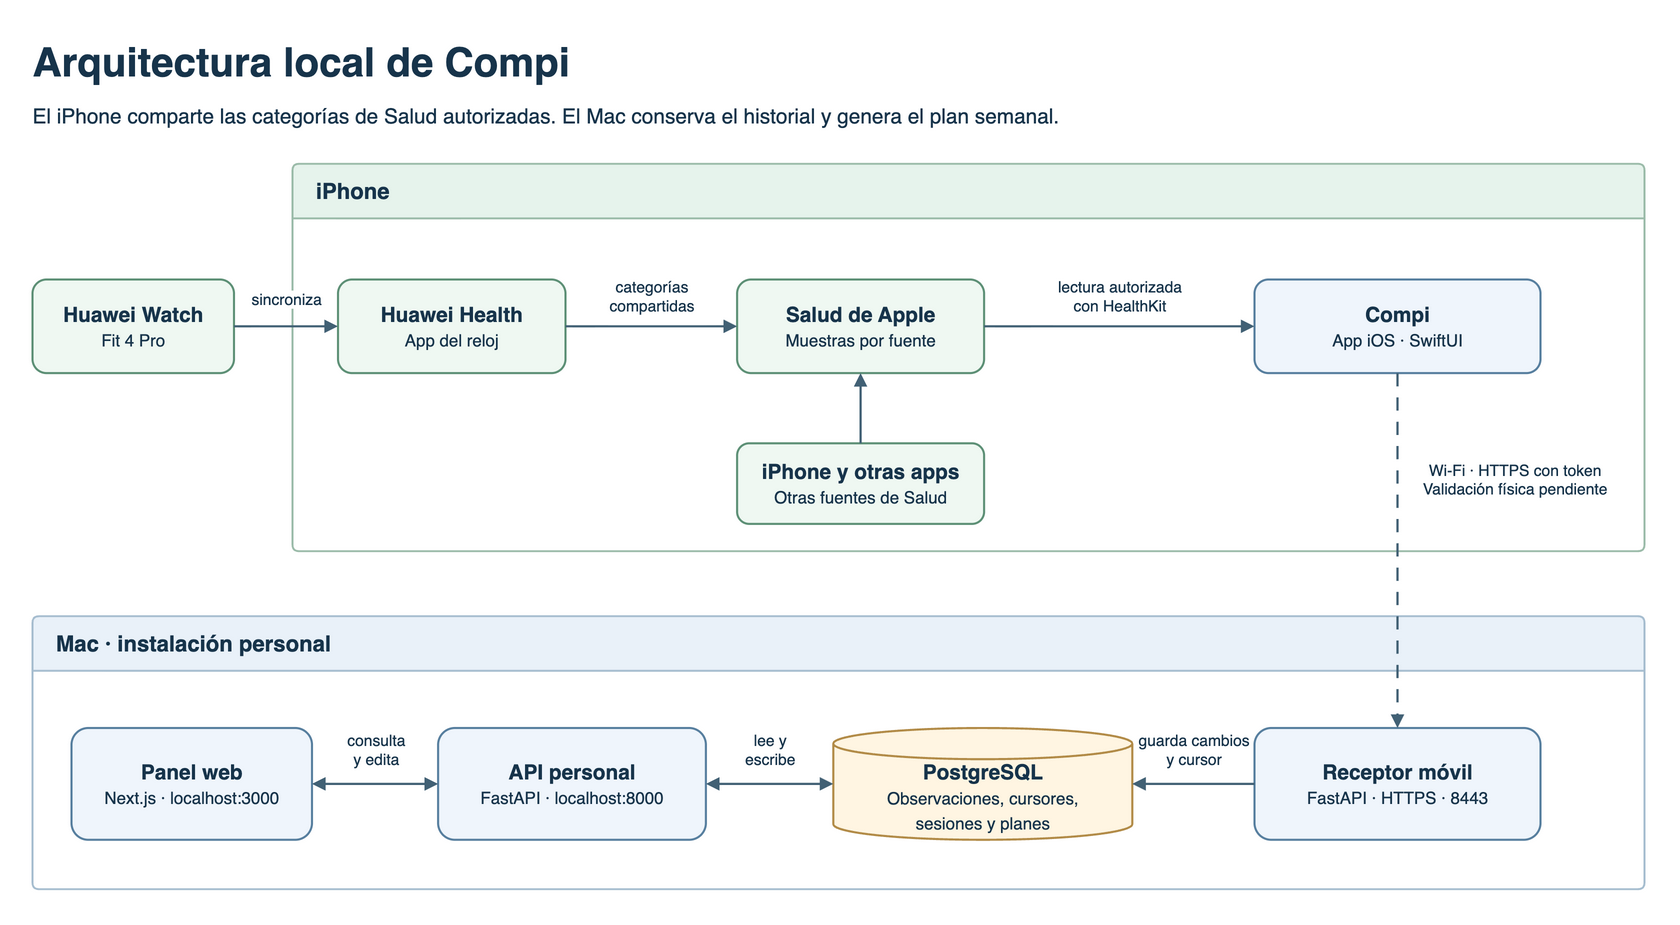 Arquitectura local de Compi
El iPhone comparte las categorías de Salud autorizadas. El Mac conserva el historial y genera el plan semanal.
iPhone
Huawei Watch
Fit 4 Pro
sincroniza
Huawei Health
App del reloj
categorías
compartidas
Salud de Apple
Muestras por fuente
lectura autorizada
con HealthKit
Compi
App iOS · SwiftUI
iPhone y otras apps
Otras fuentes de Salud
Wi-Fi · HTTPS con token
Validación física pendiente
Mac · instalación personal
Panel web
Next.js · localhost:3000
consulta
y edita
API personal
FastAPI · localhost:8000
lee y
escribe
PostgreSQL
Observaciones, cursores,
sesiones y planes
guarda cambios
y cursor
Receptor móvil
FastAPI · HTTPS · 8443